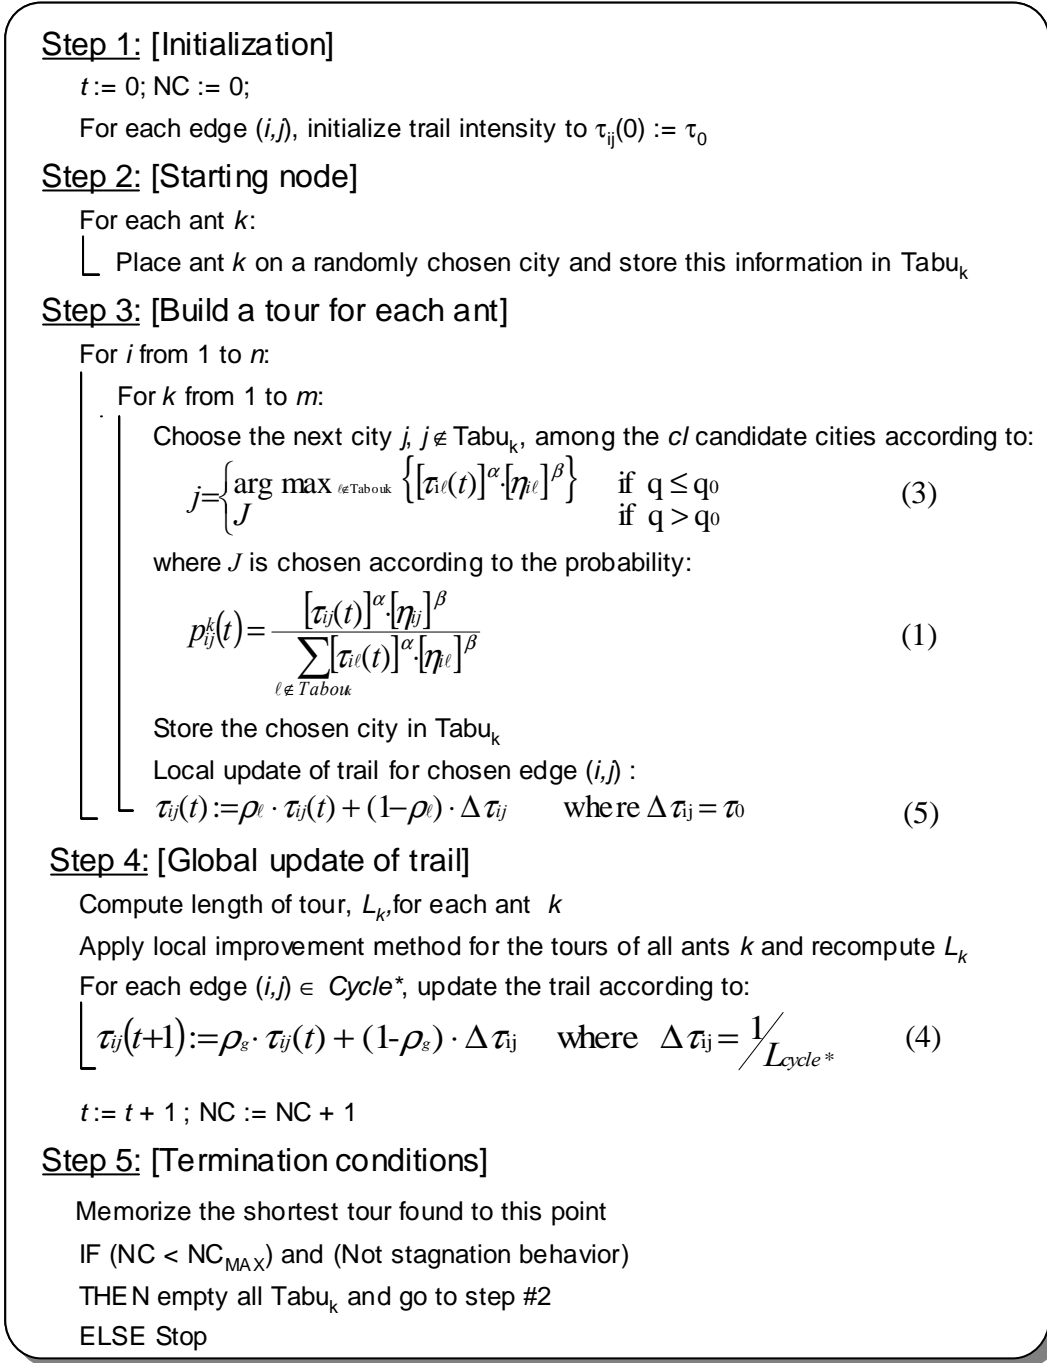 Step 1: [Initialization]
t := 0; NC := 0;
For each edge (i,j), initialize trail intensity to τij(0) := τ0
Step 2: [Starting node]
For each ant k:
Place ant k on a randomly chosen city and store this information in Tabuk
Step 3: [Build a tour for each ant]
For i from 1 to n:
For k from 1 to m:
Choose the next city j, j ∉ Tabuk, among the cl candidate cities according to:
j={ arg max ℓ∉Tabouk {[τiℓ(t)]^α·[ηiℓ]^β} if q ≤ q0
J if q > q0 (3)
where J is chosen according to the probability:
p^k_ij(t) = [τij(t)]^α·[ηij]^β / ∑ ℓ∉Tabouk [τiℓ(t)]^α·[ηiℓ]^β (1)
Store the chosen city in Tabuk
Local update of trail for chosen edge (i,j) :
τij(t) := ρℓ · τij(t) + (1−ρℓ) · Δτij where Δτij = τ0 (5)
Step 4: [Global update of trail]
Compute length of tour, Lk, for each ant k
Apply local improvement method for the tours of all ants k and recompute Lk
For each edge (i,j) ∈ Cycle*, update the trail according to:
τij(t+1) := ρg · τij(t) + (1-ρg) · Δτij where Δτij = 1/Lcycle* (4)
t := t + 1 ; NC := NC + 1
Step 5: [Termination conditions]
Memorize the shortest tour found to this point
IF (NC < NCMAX) and (Not stagnation behavior)
THEN empty all Tabuk and go to step #2
ELSE Stop